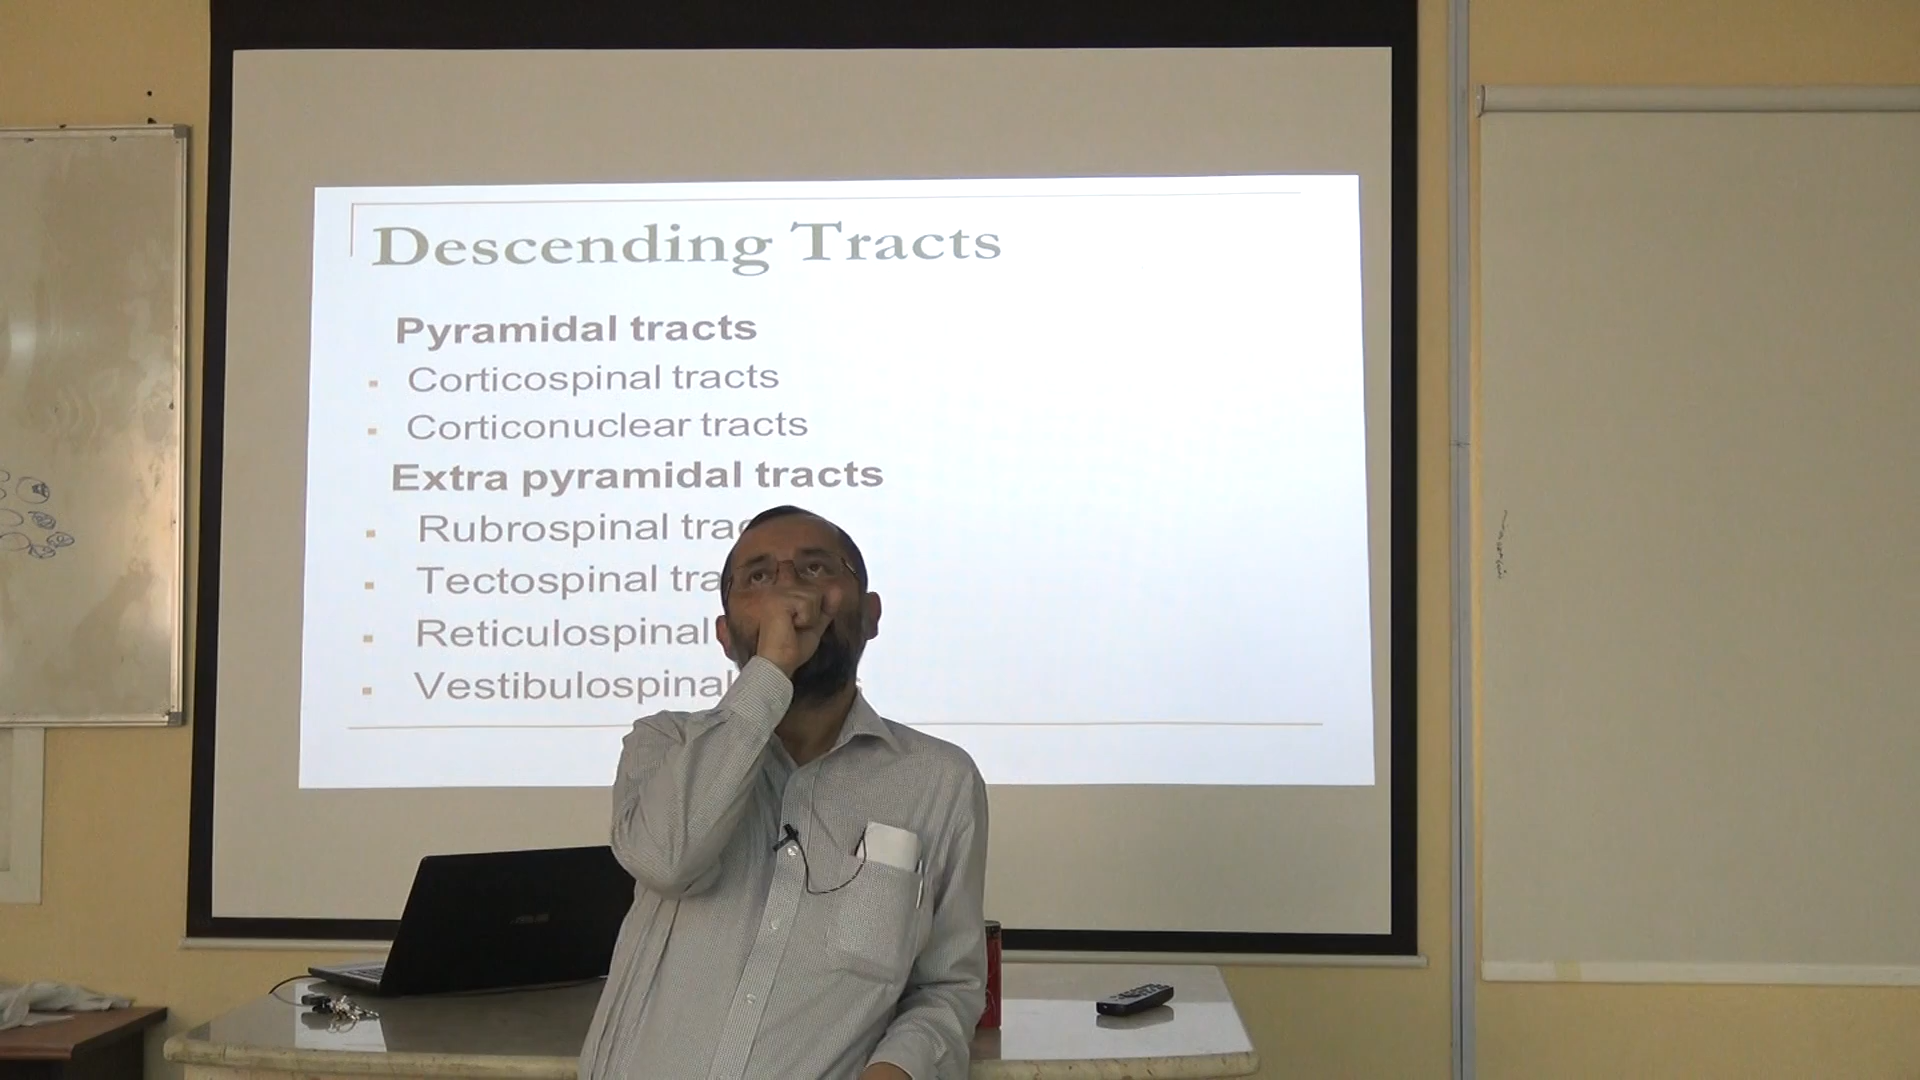 Descending Tracts
Pyramidal tracts
Corticospinal tracts
Corticonuclear tracts
Extra pyramidal tracts
Rubrospinal
Tectospinal
Reticulospinal
Vestibulospinal